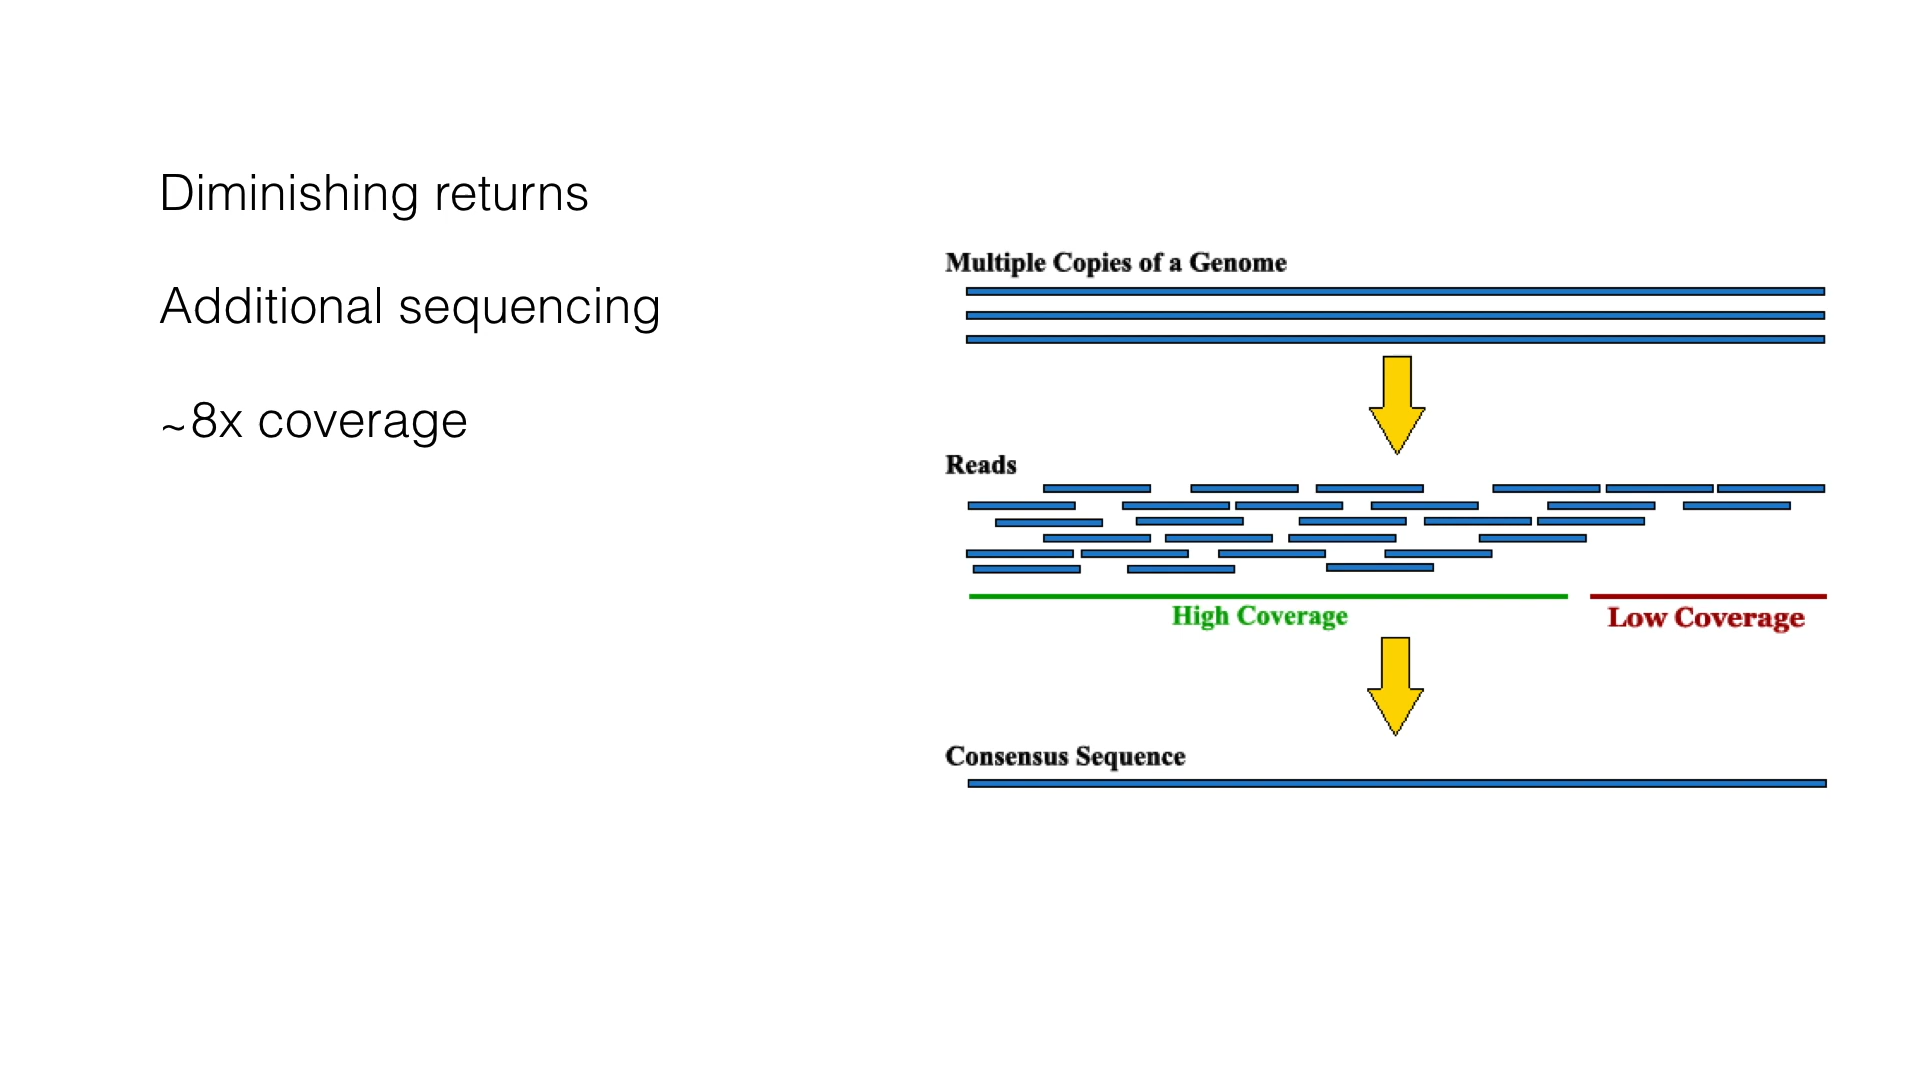 Diminishing returns
Additional sequencing
~8x coverage
Multiple Copies of a Genome
Reads
High Coverage
Low Coverage
Consensus Sequence